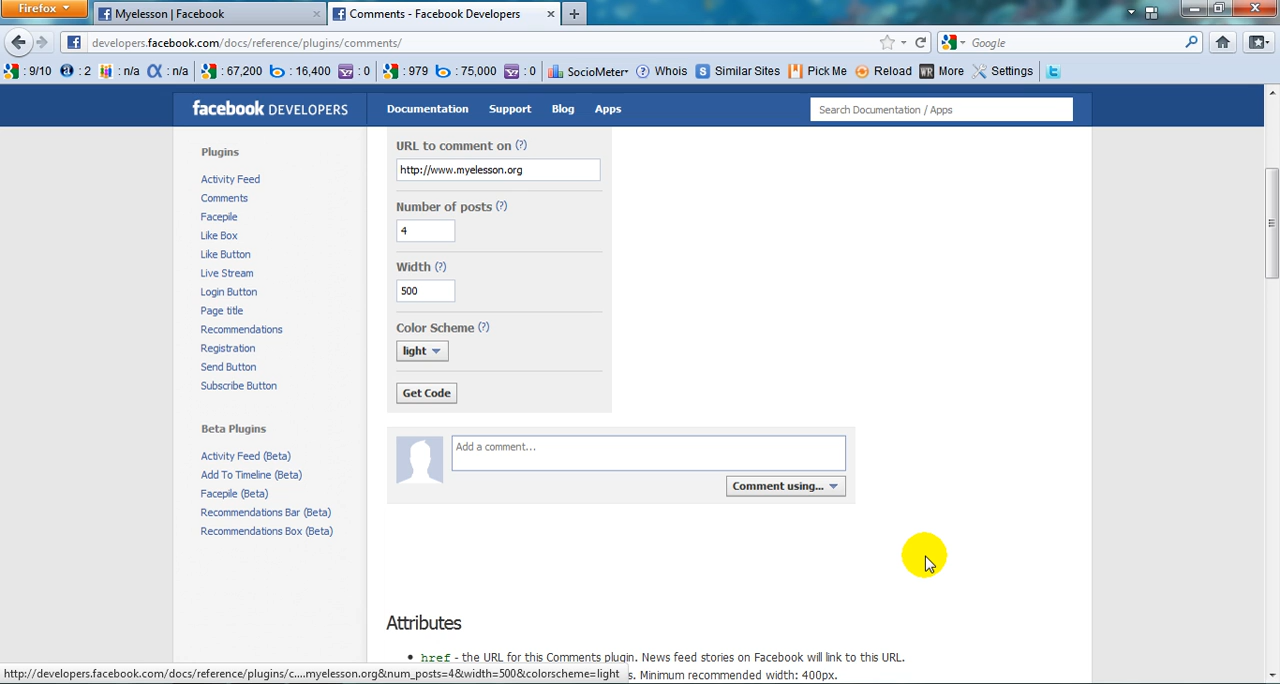 Firefox
Myelesson | Facebook
Comments - Facebook Developers
developers.facebook.com/docs/reference/plugins/comments/
Google
: 9/10 : 2 : n/a : n/a : 67,200 : 16,400 : 0 : 979 : 75,000 : 0 SocioMeter Whois Similar Sites Pick Me Reload More Settings
facebook DEVELOPERS
Documentation Support Blog Apps
Search Documentation / Apps
Plugins
Activity Feed
Comments
Facepile
Like Box
Like Button
Live Stream
Login Button
Page title
Recommendations
Registration
Send Button
Subscribe Button
Beta Plugins
Activity Feed (Beta)
Add To Timeline (Beta)
Facepile (Beta)
Recommendations Bar (Beta)
Recommendations Box (Beta)
URL to comment on (?)
http://www.myelesson.org
Number of posts (?)
4
Width (?)
500
Color Scheme (?)
light
Get Code
Add a comment...
Comment using...
Attributes
• href - the URL for this Comments plugin. News feed stories on Facebook will link to this URL.
s. Minimum recommended width: 400px.
http://developers.facebook.com/docs/reference/plugins/c....myelesson.org&num_posts=4&width=500&colorscheme=light